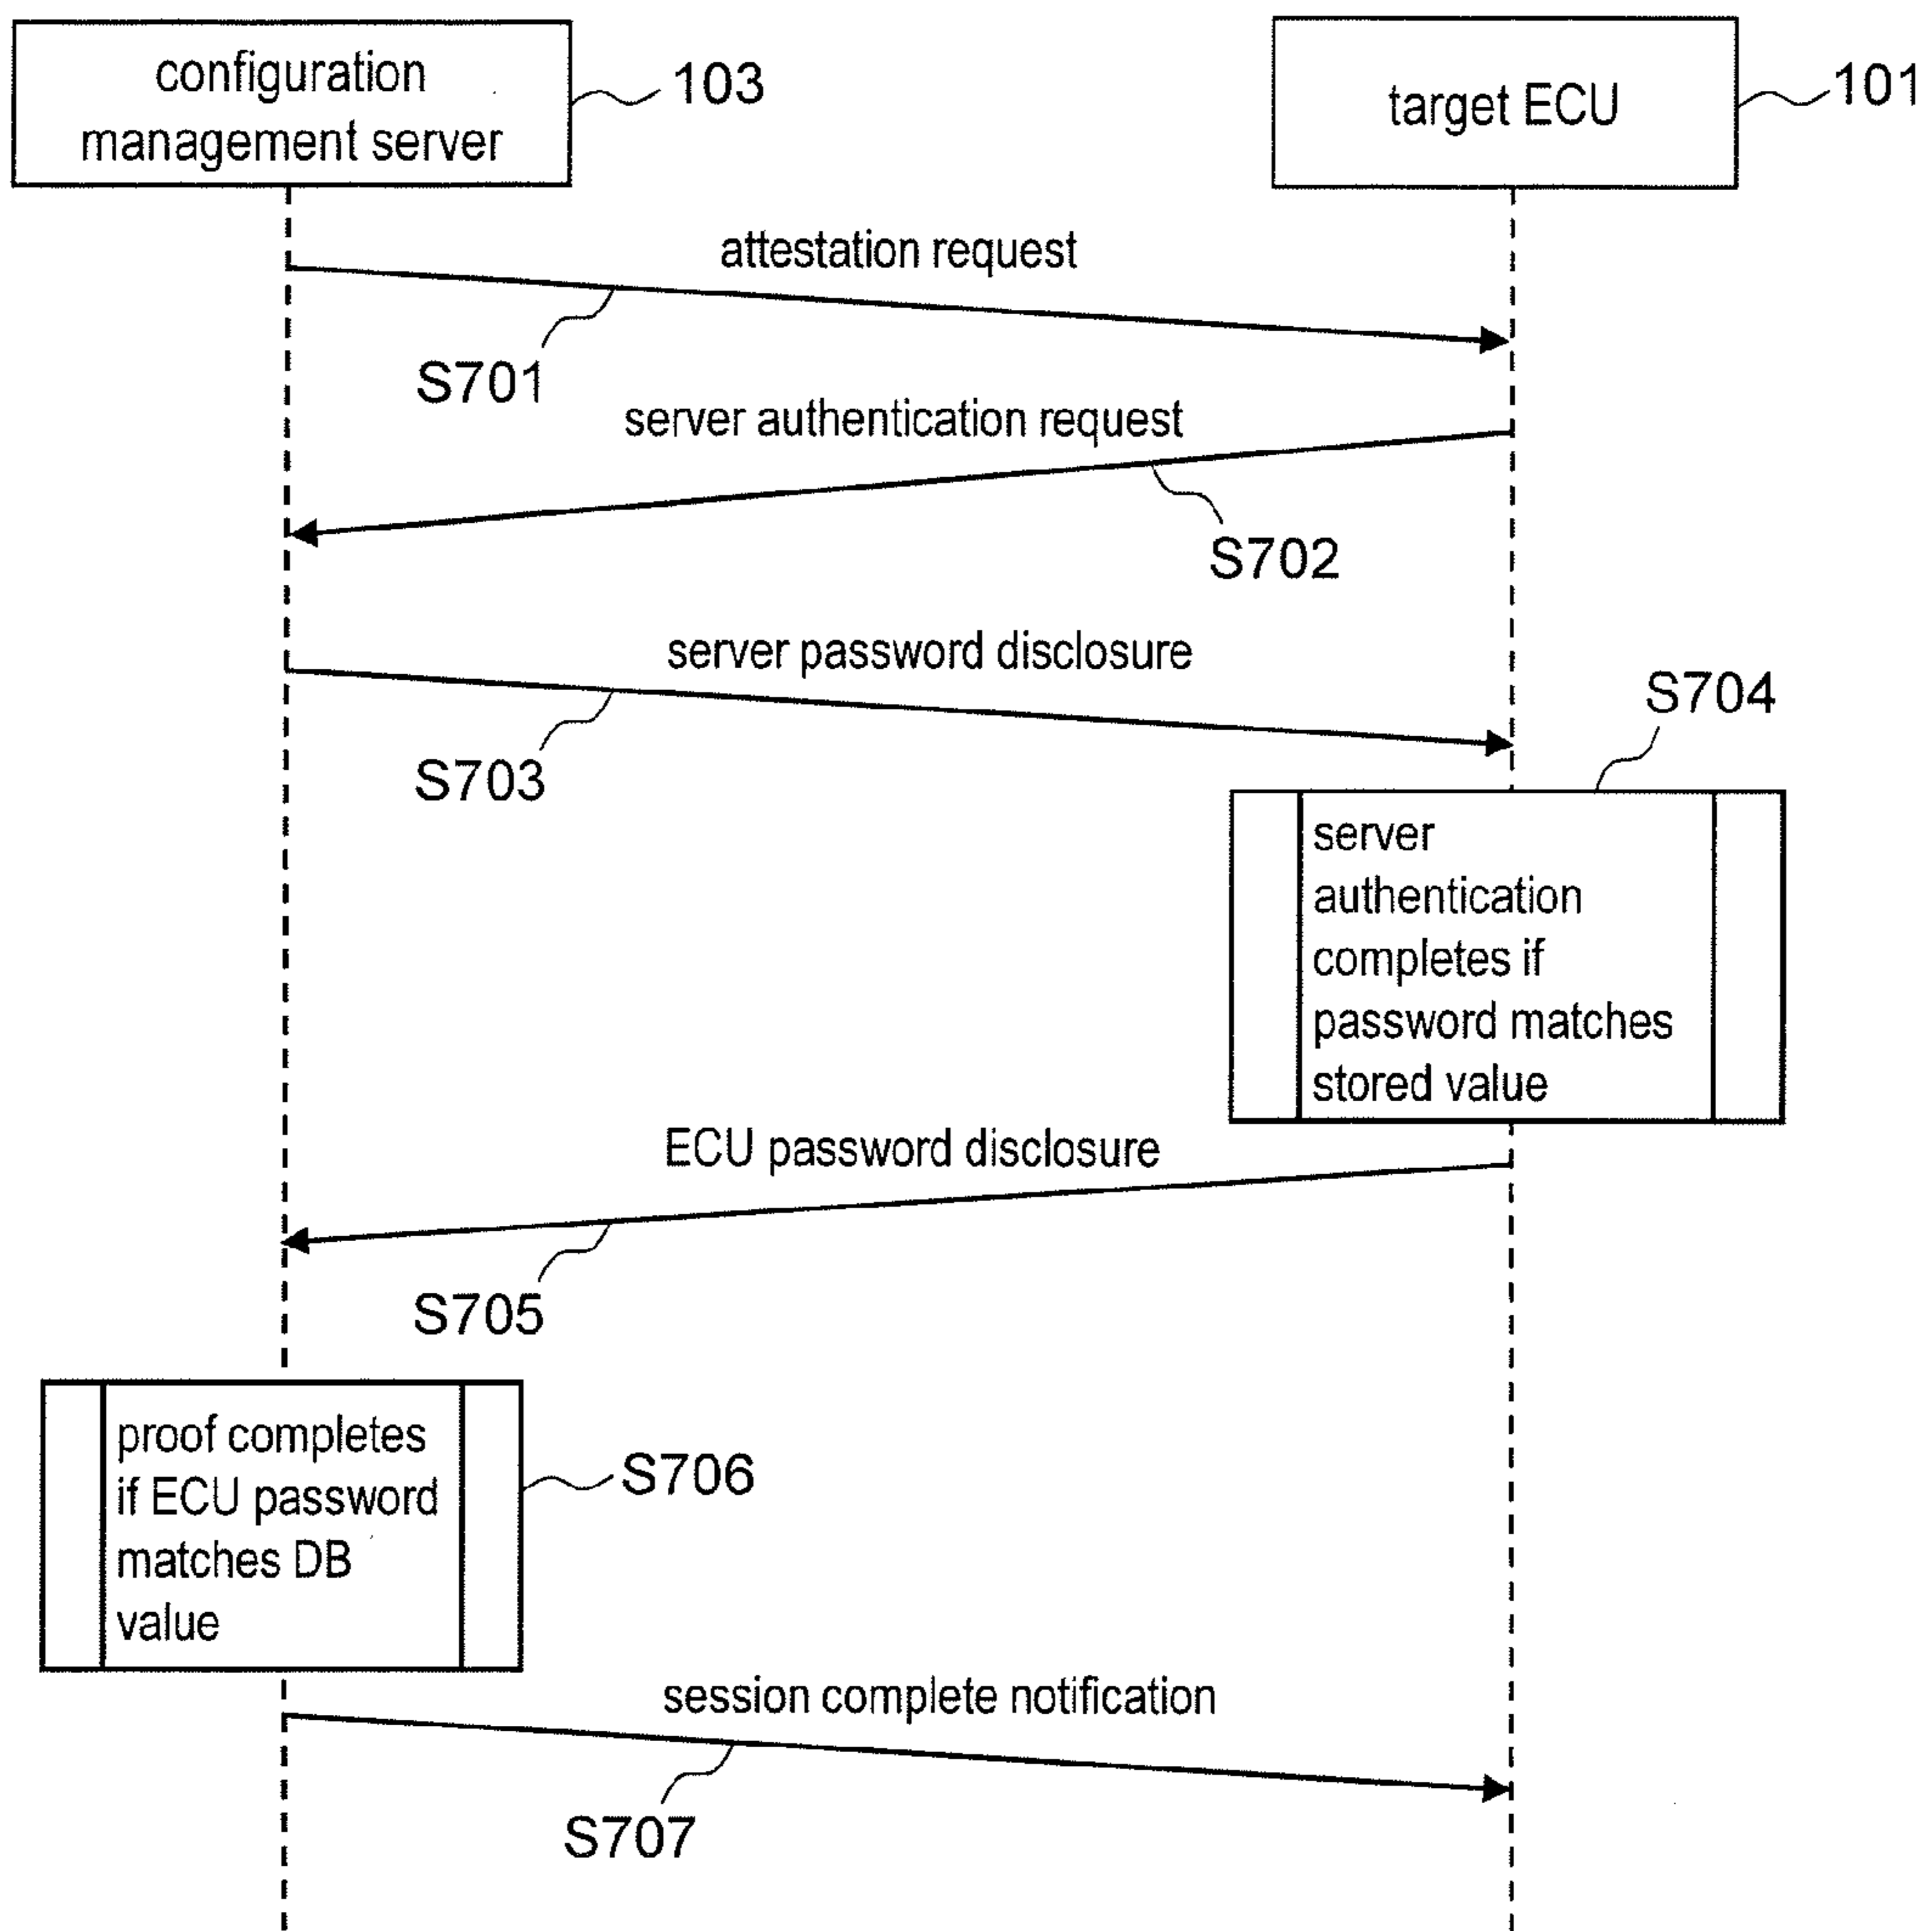 configuration
management server
103
target ECU
101
attestation request
S701
server authentication request
S702
server password disclosure
S703
S704
server
authentication
completes if
password matches
stored value
ECU password disclosure
S705
proof completes
if ECU password
matches DB
value
S706
session complete notification
S707